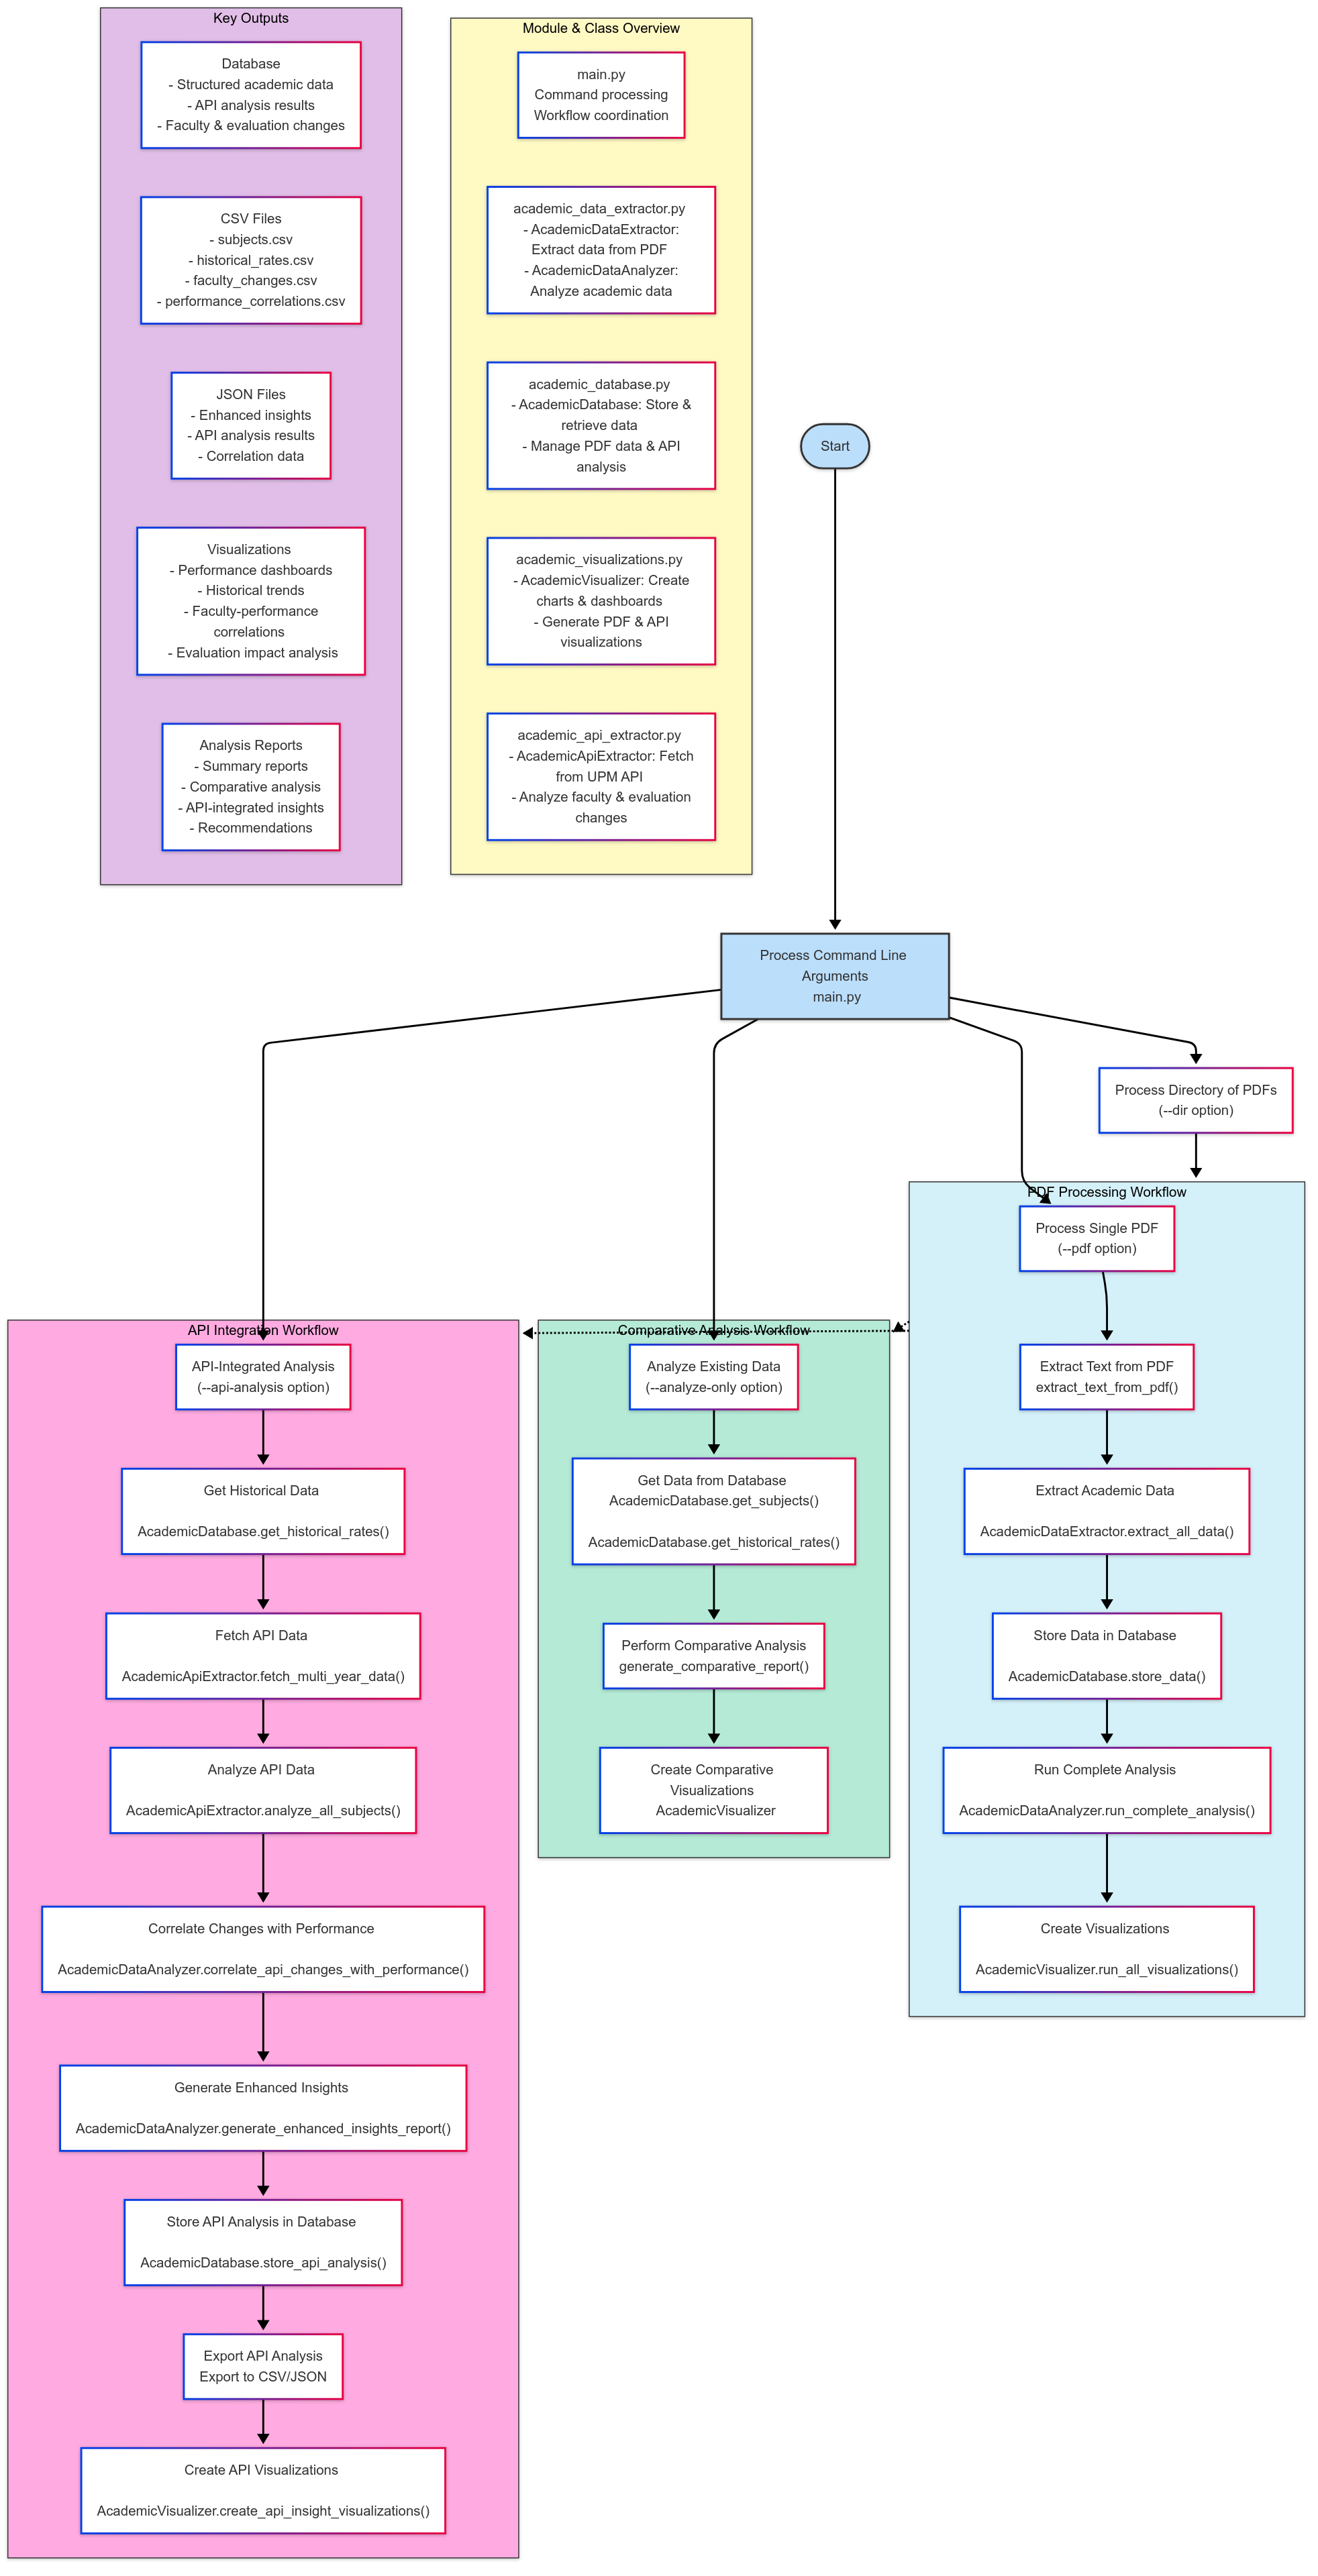 Key Outputs
Database
- Structured academic data
- API analysis results
- Faculty & evaluation changes
CSV Files
- subjects.csv
- historical_rates.csv
- faculty_changes.csv
- performance_correlations.csv
JSON Files
- Enhanced insights
- API analysis results
- Correlation data
Visualizations
- Performance dashboards
- Historical trends
- Faculty-performance
correlations
- Evaluation impact analysis
Analysis Reports
- Summary reports
- Comparative analysis
- API-integrated insights
- Recommendations
Module & Class Overview
main.py
Command processing
Workflow coordination
academic_data_extractor.py
- AcademicDataExtractor:
Extract data from PDF
- AcademicDataAnalyzer:
Analyze academic data
academic_database.py
- AcademicDatabase: Store &
retrieve data
- Manage PDF data & API
analysis
academic_visualizations.py
- AcademicVisualizer: Create
charts & dashboards
- Generate PDF & API
visualizations
academic_api_extractor.py
- AcademicApiExtractor: Fetch
from UPM API
- Analyze faculty & evaluation
changes
Start
Process Command Line
Arguments
main.py
Process Directory of PDFs
(--dir option)
API Integration Workflow
API-Integrated Analysis
(--api-analysis option)
Get Historical Data
AcademicDatabase.get_historical_rates()
Fetch API Data
AcademicApiExtractor.fetch_multi_year_data()
Analyze API Data
AcademicApiExtractor.analyze_all_subjects()
Correlate Changes with Performance
AcademicDataAnalyzer.correlate_api_changes_with_performance()
Generate Enhanced Insights
AcademicDataAnalyzer.generate_enhanced_insights_report()
Store API Analysis in Database
AcademicDatabase.store_api_analysis()
Export API Analysis
Export to CSV/JSON
Create API Visualizations
AcademicVisualizer.create_api_insight_visualizations()
Comparative Analysis Workflow
Analyze Existing Data
(--analyze-only option)
Get Data from Database
AcademicDatabase.get_subjects()
AcademicDatabase.get_historical_rates()
Perform Comparative Analysis
generate_comparative_report()
Create Comparative
Visualizations
AcademicVisualizer
PDF Processing Workflow
Process Single PDF
(--pdf option)
Extract Text from PDF
extract_text_from_pdf()
Extract Academic Data
AcademicDataExtractor.extract_all_data()
Store Data in Database
AcademicDatabase.store_data()
Run Complete Analysis
AcademicDataAnalyzer.run_complete_analysis()
Create Visualizations
AcademicVisualizer.run_all_visualizations()